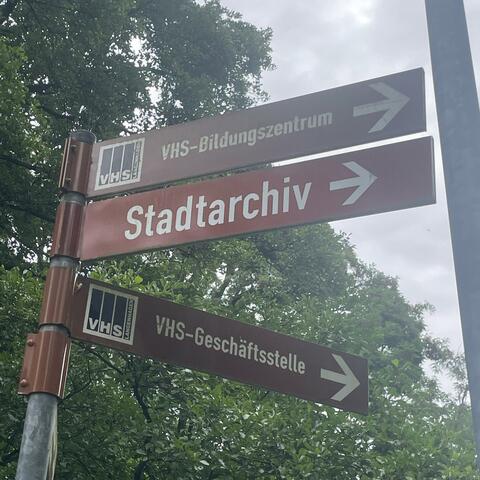 VHS
VHS-Bildungszentrum
Stadtarchiv
VHS
VHS-Geschäftsstelle